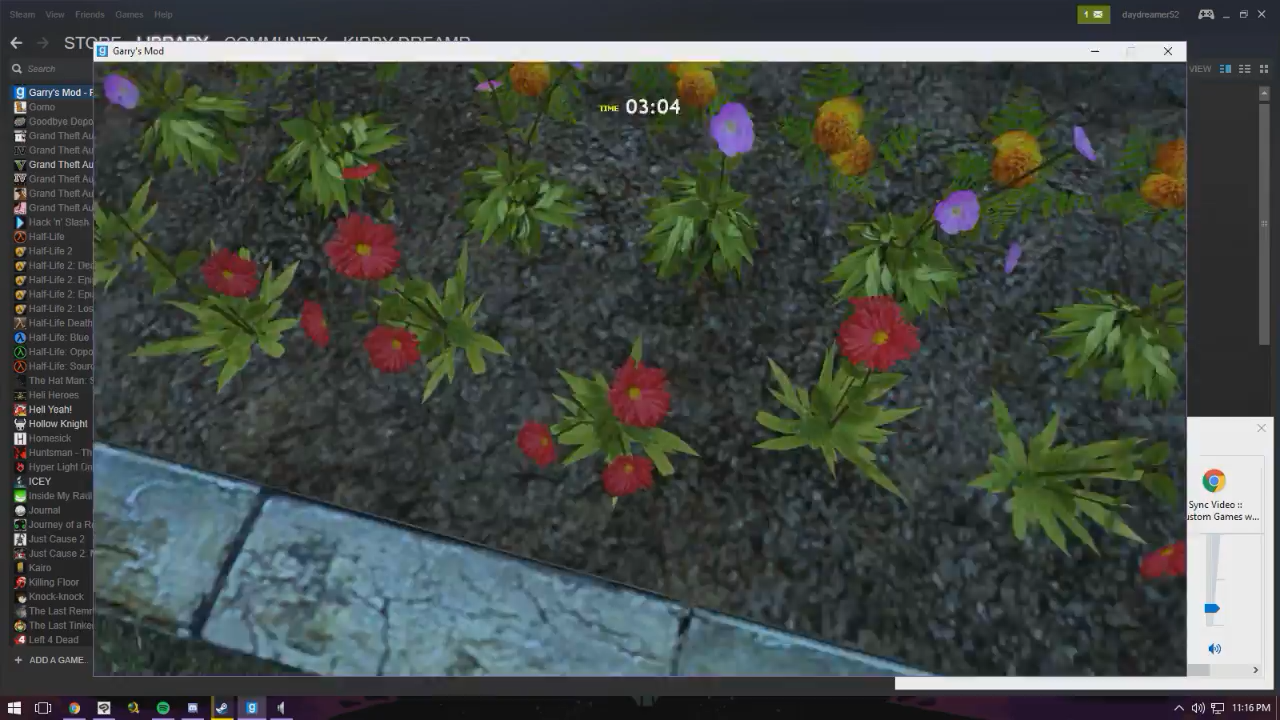 Steam View Friends Games Help
1
daydreamer52
STORE LIBRARY COMMUNITY KIRBY DREAMR
Garry's Mod
Search
VIEW
TIME 03:04
Garry's Mod - F
Gomo
Goodbye Depo
Grand Theft Au
Grand Theft Au
Grand Theft Au
Grand Theft Au
Grand Theft Au
Grand Theft Au
Hack 'n' Slash
Half-Life
Half-Life 2
Half-Life 2: Dea
Half-Life 2: Epi
Half-Life 2: Epi
Half-Life 2: Los
Half-Life Death
Half-Life: Blue
Half-Life: Oppo
Half-Life: Sourc
The Hat Man: S
Heli Heroes
Hell Yeah!
Hollow Knight
Homesick
Huntsman - Th
Hyper Light Dr
ICEY
Inside My Radi
Journal
Journey of a R
Just Cause 2
Just Cause 2: M
Kairo
Killing Floor
Knock-knock
The Last Remn
The Last Tinker
Left 4 Dead
ADD A GAME...
Sync Video ::
ustom Games w...
11:16 PM